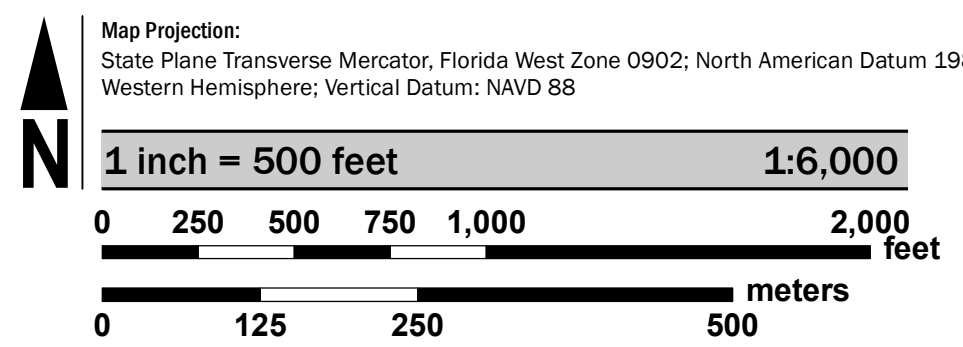 Map Projection:
State Plane Transverse Mercator, Florida West Zone 0902; North American Datum
Western Hemisphere; Vertical Datum: NAVD 88
N
1 inch = 500 feet 1:6,000
0 250 500 750 1,000 2,000
feet
meters
0 125 250 500